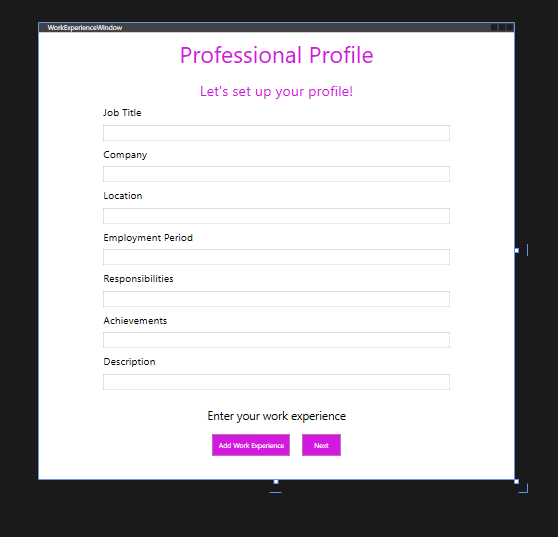 WorkExperienceWindow
Professional Profile
Let's set up your profile!
Job Title
Company
Location
Employment Period
Responsibilities
Achievements
Description
Enter your work experience
Add Work Experience Next